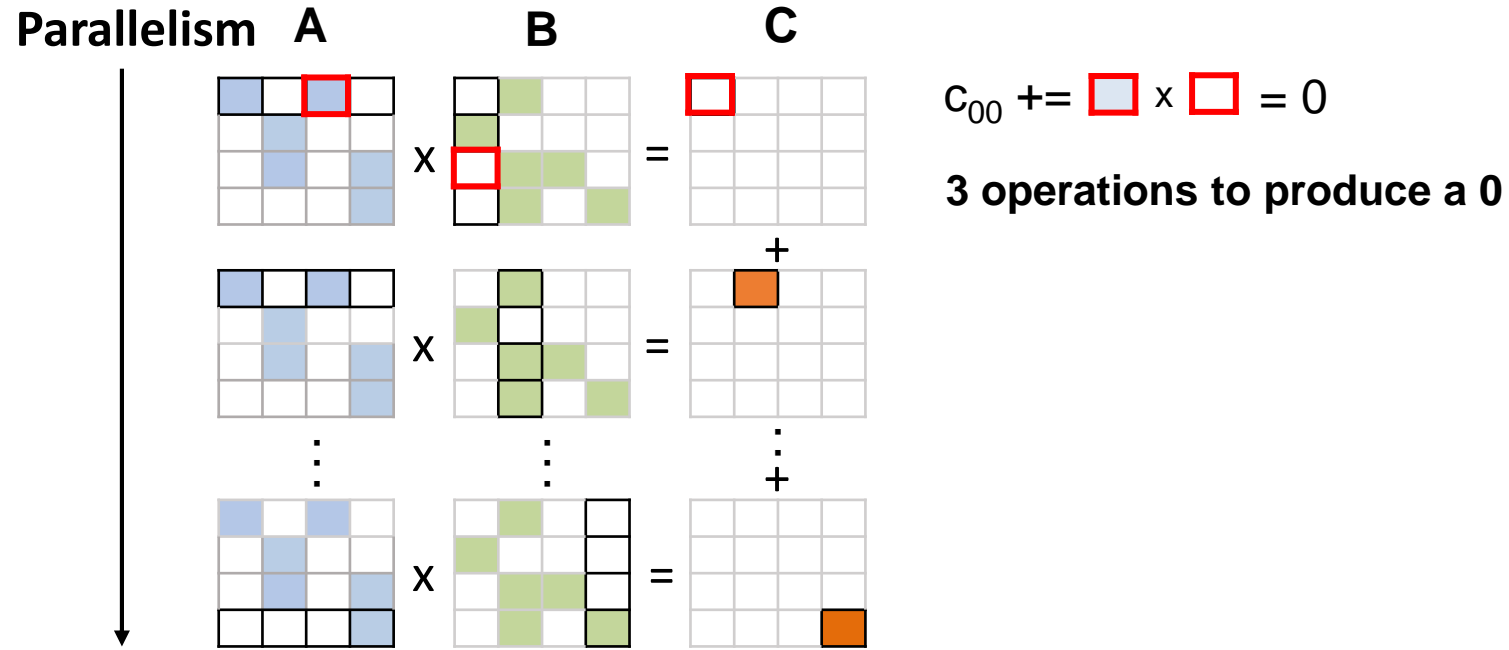 Parallelism A B C
x =
c₀₀ += x = 0
3 operations to produce a 0
+
x =
⋮ ⋮ ⋮
+
x =